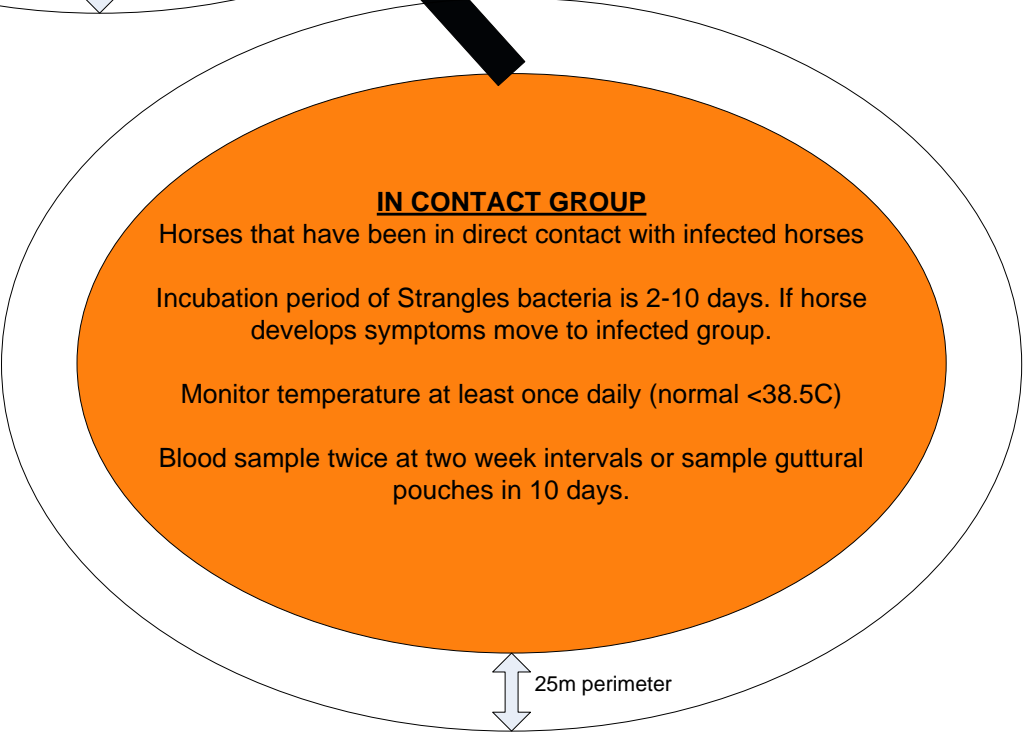 IN CONTACT GROUP
Horses that have been in direct contact with infected horses
Incubation period of Strangles bacteria is 2-10 days. If horse
develops symptoms move to infected group.
Monitor temperature at least once daily (normal <38.5C)
Blood sample twice at two week intervals or sample guttural
pouches in 10 days.
25m perimeter